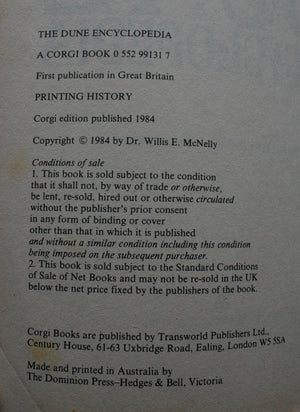 THE DUNE ENCYCLOPEDIA
A CORGI BOOK 0 552 99131 7
First publication in Great Britain
PRINTING HISTORY
Corgi edition published 1984
Copyright © 1984 by Dr. Willis E. McNelly
Conditions of sale
1. This book is sold subject to the condition
that it shall not, by way of trade or otherwise,
be lent, re-sold, hired out or otherwise circulated
without the publisher's prior consent
in any form of binding or cover
other than that in which it is published
and without a similar condition including this condition
being imposed on the subsequent purchaser.
2. This book is sold subject to the Standard Conditions
of Sale of Net Books and may not be re-sold in the UK
below the net price fixed by the publishers of the book.
Corgi Books are published by Transworld Publishers Ltd.,
Century House, 61-63 Uxbridge Road, Ealing, London W5 5SA
Made and printed in Australia by
The Dominion Press–Hedges & Bell, Victoria